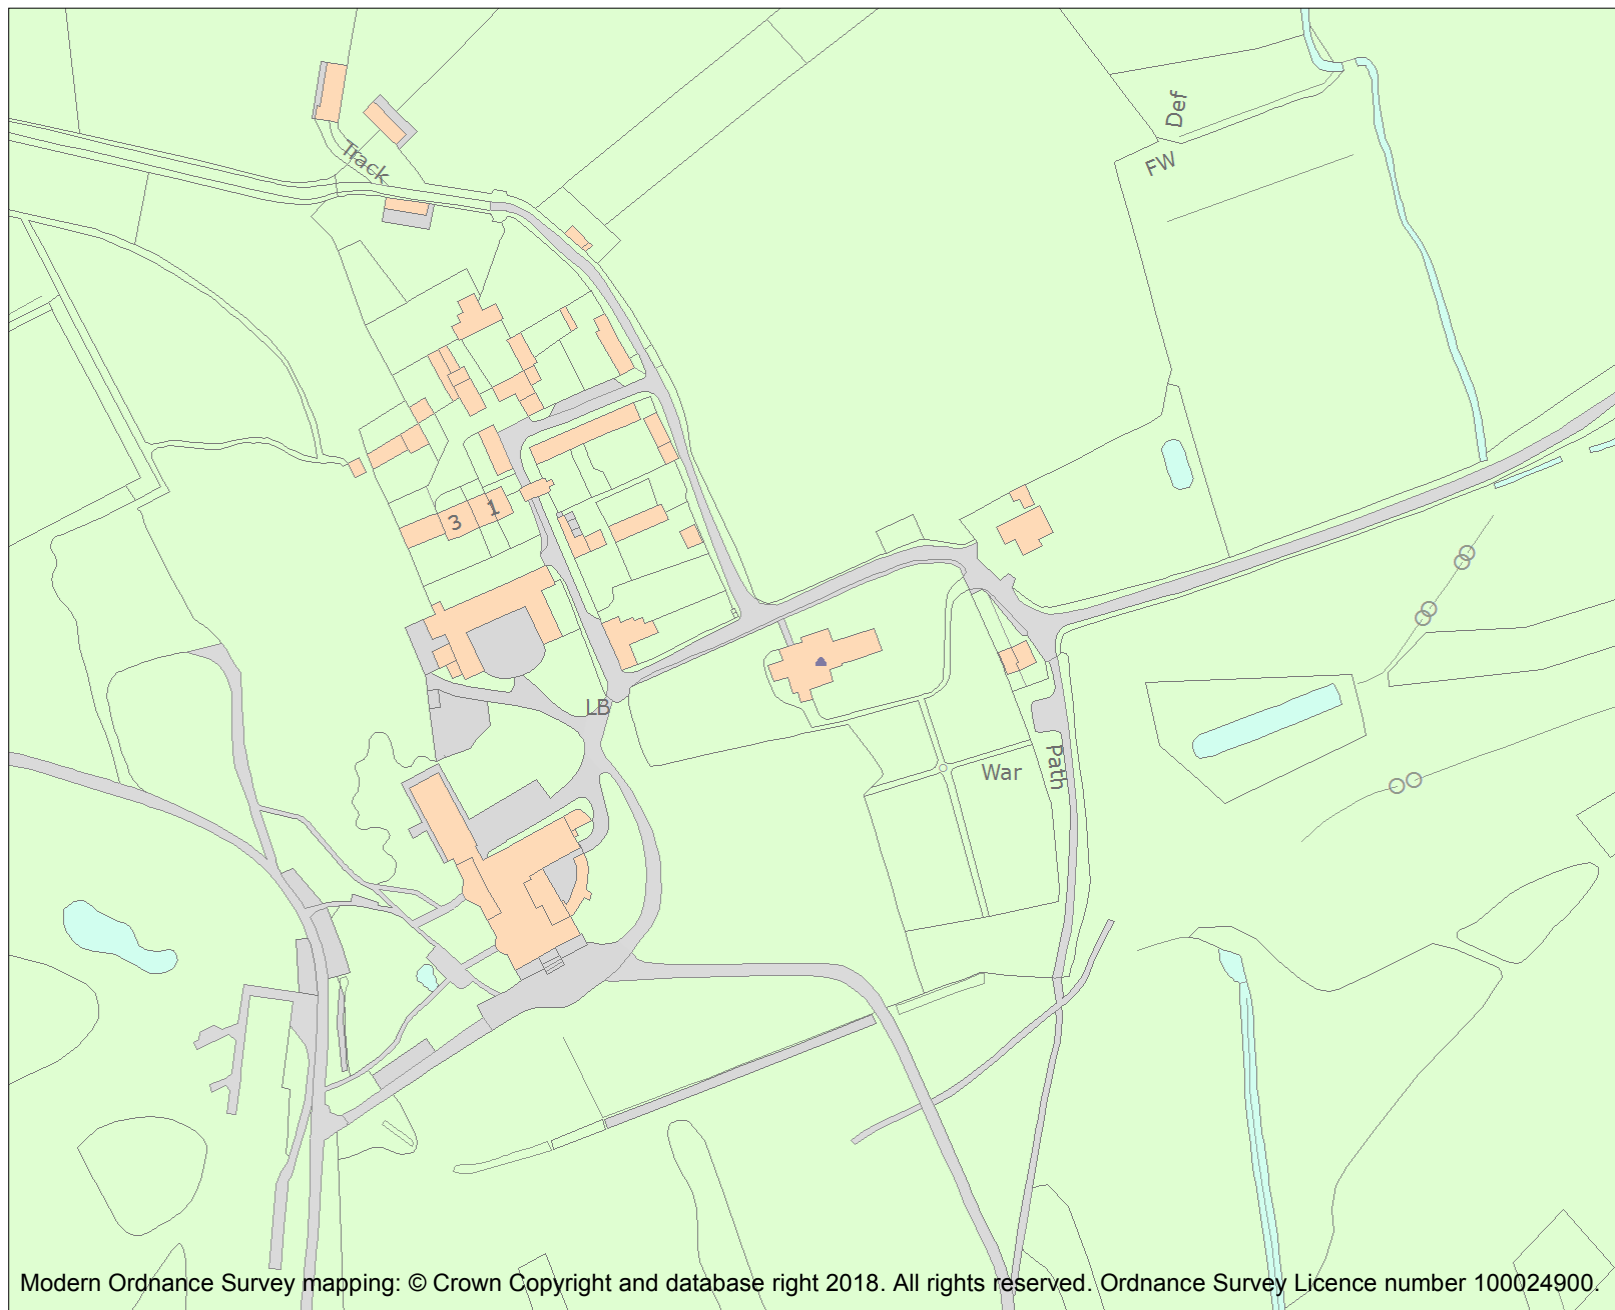 Def
Track
FW
1
3
LB
Path
War
Modern Ordnance Survey mapping: © Crown Copyright and database right 2018. All rights reserved. Ordnance Survey Licence number 100024900.